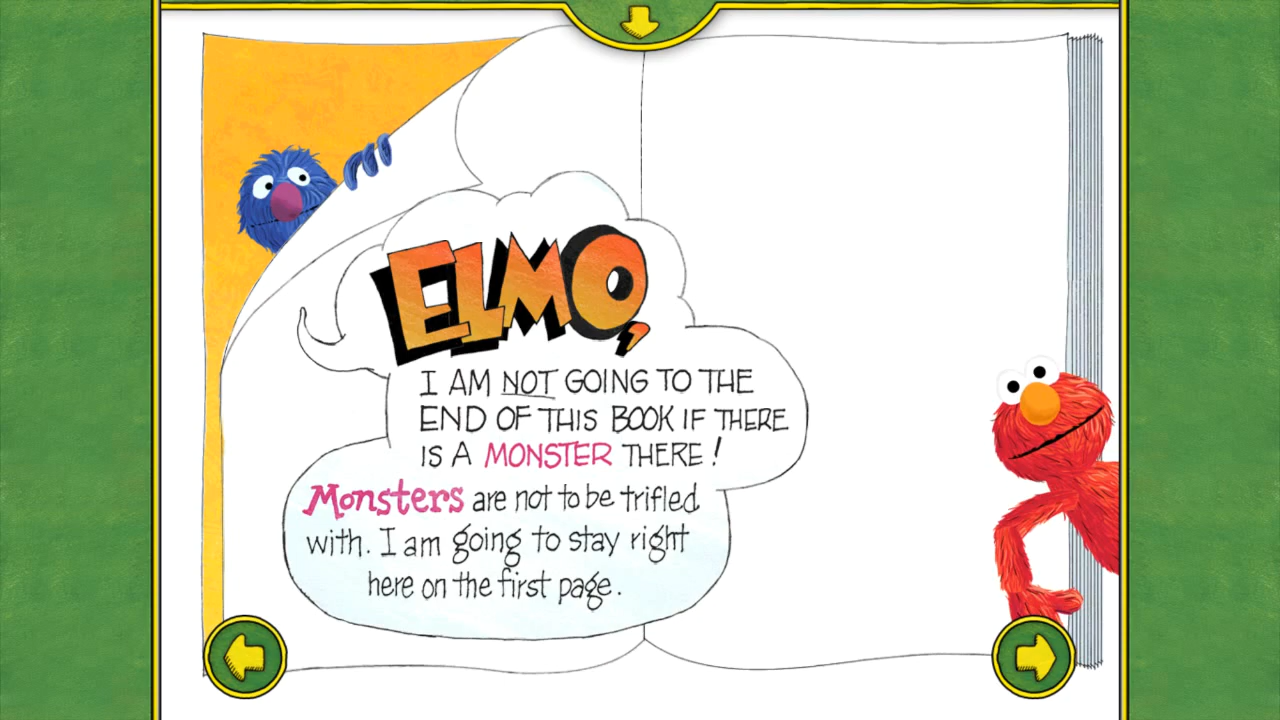 ELMO,
I AM NOT GOING TO THE
END OF THIS BOOK IF THERE
IS A MONSTER THERE!
Monsters are not to be trifled
with. I am going to stay right
here on the first page.